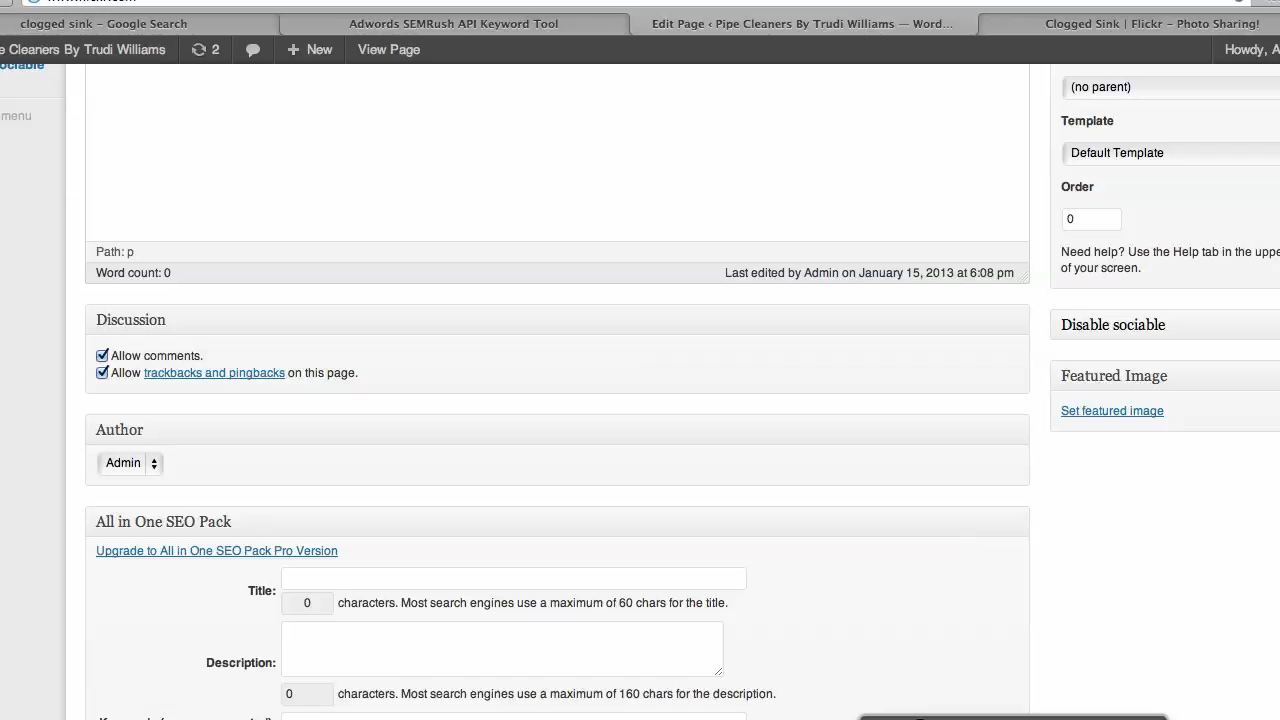 clogged sink - Google Search
Adwords SEMRush API Keyword Tool
Edit Page ‹ Pipe Cleaners By Trudi Williams — Word...
Clogged Sink | Flickr - Photo Sharing!
e Cleaners By Trudi Williams
2
+ New
View Page
Howdy, A
ociable
menu
(no parent)
Template
Default Template
Order
0
Need help? Use the Help tab in the uppe
of your screen.
Path: p
Word count: 0
Last edited by Admin on January 15, 2013 at 6:08 pm
Discussion
Allow comments.
Allow trackbacks and pingbacks on this page.
Disable sociable
Featured Image
Set featured image
Author
Admin
All in One SEO Pack
Upgrade to All in One SEO Pack Pro Version
Title:
0 characters. Most search engines use a maximum of 60 chars for the title.
Description:
0 characters. Most search engines use a maximum of 160 chars for the description.